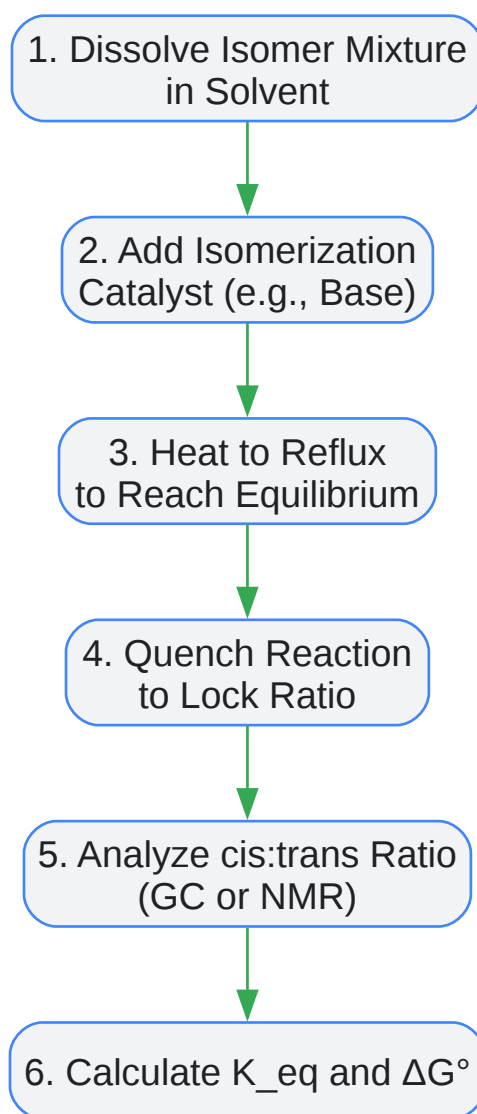 1. Dissolve Isomer Mixture
in Solvent
2. Add Isomerization
Catalyst (e.g., Base)
3. Heat to Reflux
to Reach Equilibrium
4. Quench Reaction
to Lock Ratio
5. Analyze cis:trans Ratio
(GC or NMR)
6. Calculate K_eq and ΔG°